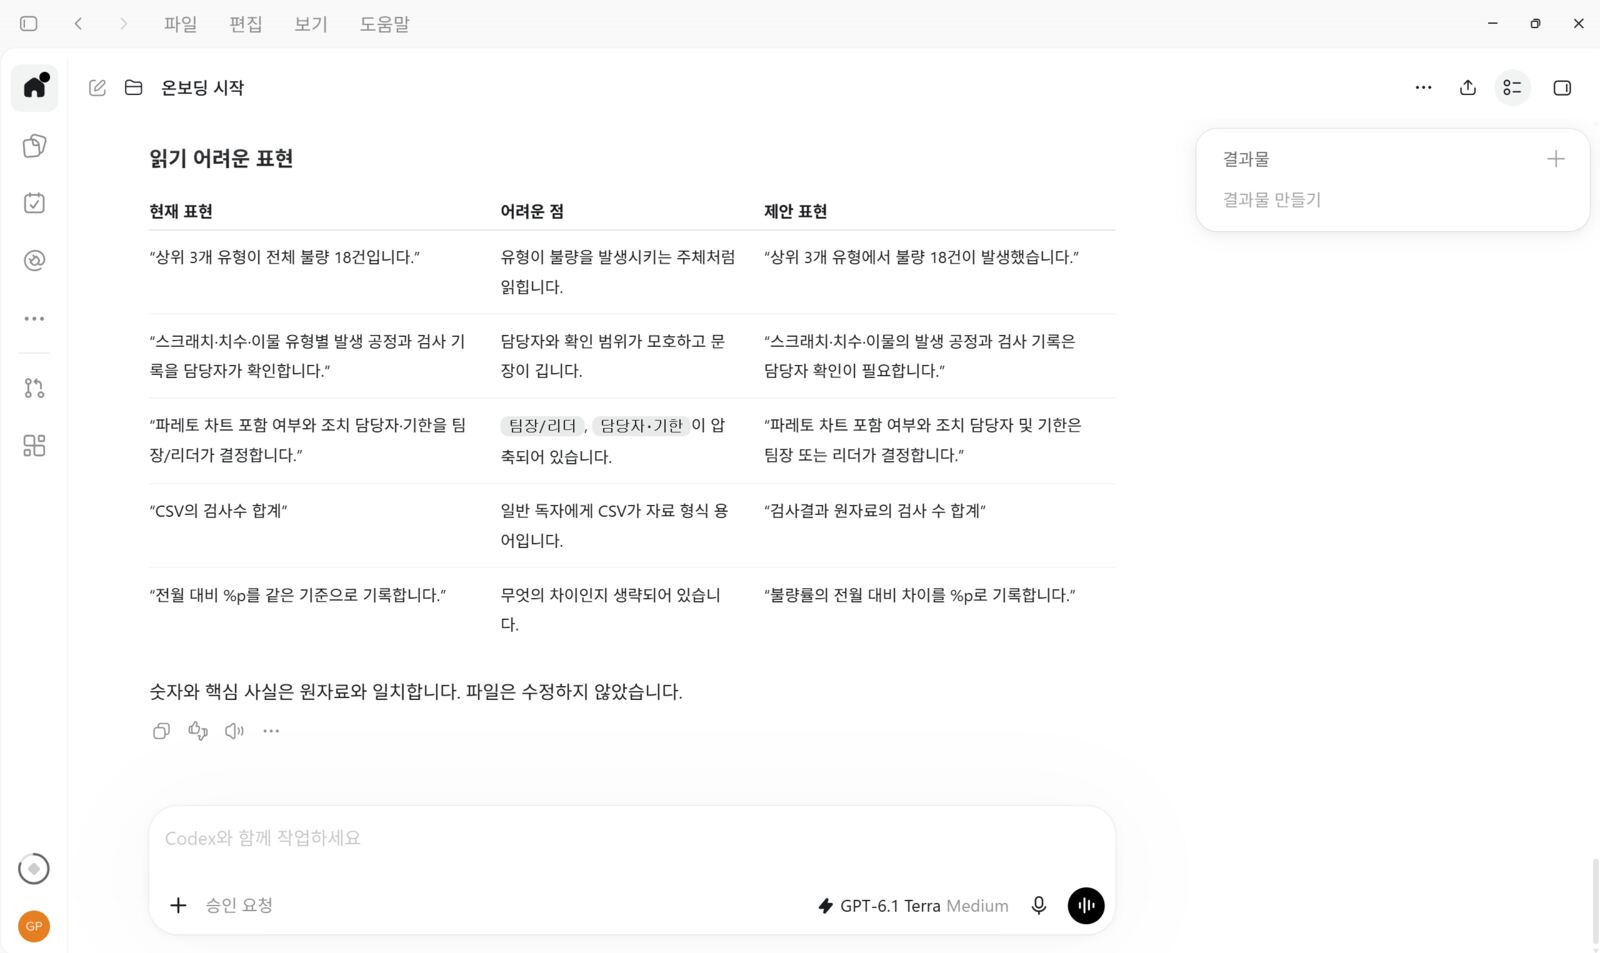 파일 편집 보기 도움말
온보딩 시작
결과물
결과물 만들기
읽기 어려운 표현
현재 표현 어려운 점 제안 표현
“상위 3개 유형이 전체 불량 18건입니다.” 유형이 불량을 발생시키는 주체처럼 “상위 3개 유형에서 불량 18건이 발생했습니다.”
읽힙니다.
“스크래치·치수·이물 유형별 발생 공정과 검사 기 담당자와 확인 범위가 모호하고 문 “스크래치·치수·이물의 발생 공정과 검사 기록은
록을 담당자가 확인합니다.” 장이 깁니다. 담당자 확인이 필요합니다.”
“파레토 차트 포함 여부와 조치 담당자·기한을 팀 팀장/리더, 담당자·기한이 압 “파레토 차트 포함 여부와 조치 담당자 및 기한은
장/리더가 결정합니다.” 축되어 있습니다. 팀장 또는 리더가 결정합니다.”
“CSV의 검사수 합계” 일반 독자에게 CSV가 자료 형식 용 “검사결과 원자료의 검사 수 합계”
어입니다.
“전월 대비 %p를 같은 기준으로 기록합니다.” 무엇의 차이인지 생략되어 있습니 “불량률의 전월 대비 차이를 %p로 기록합니다.”
다.
숫자와 핵심 사실은 원자료와 일치합니다. 파일은 수정하지 않았습니다.
Codex와 함께 작업하세요
승인 요청 GPT-6.1 Terra Medium
GP